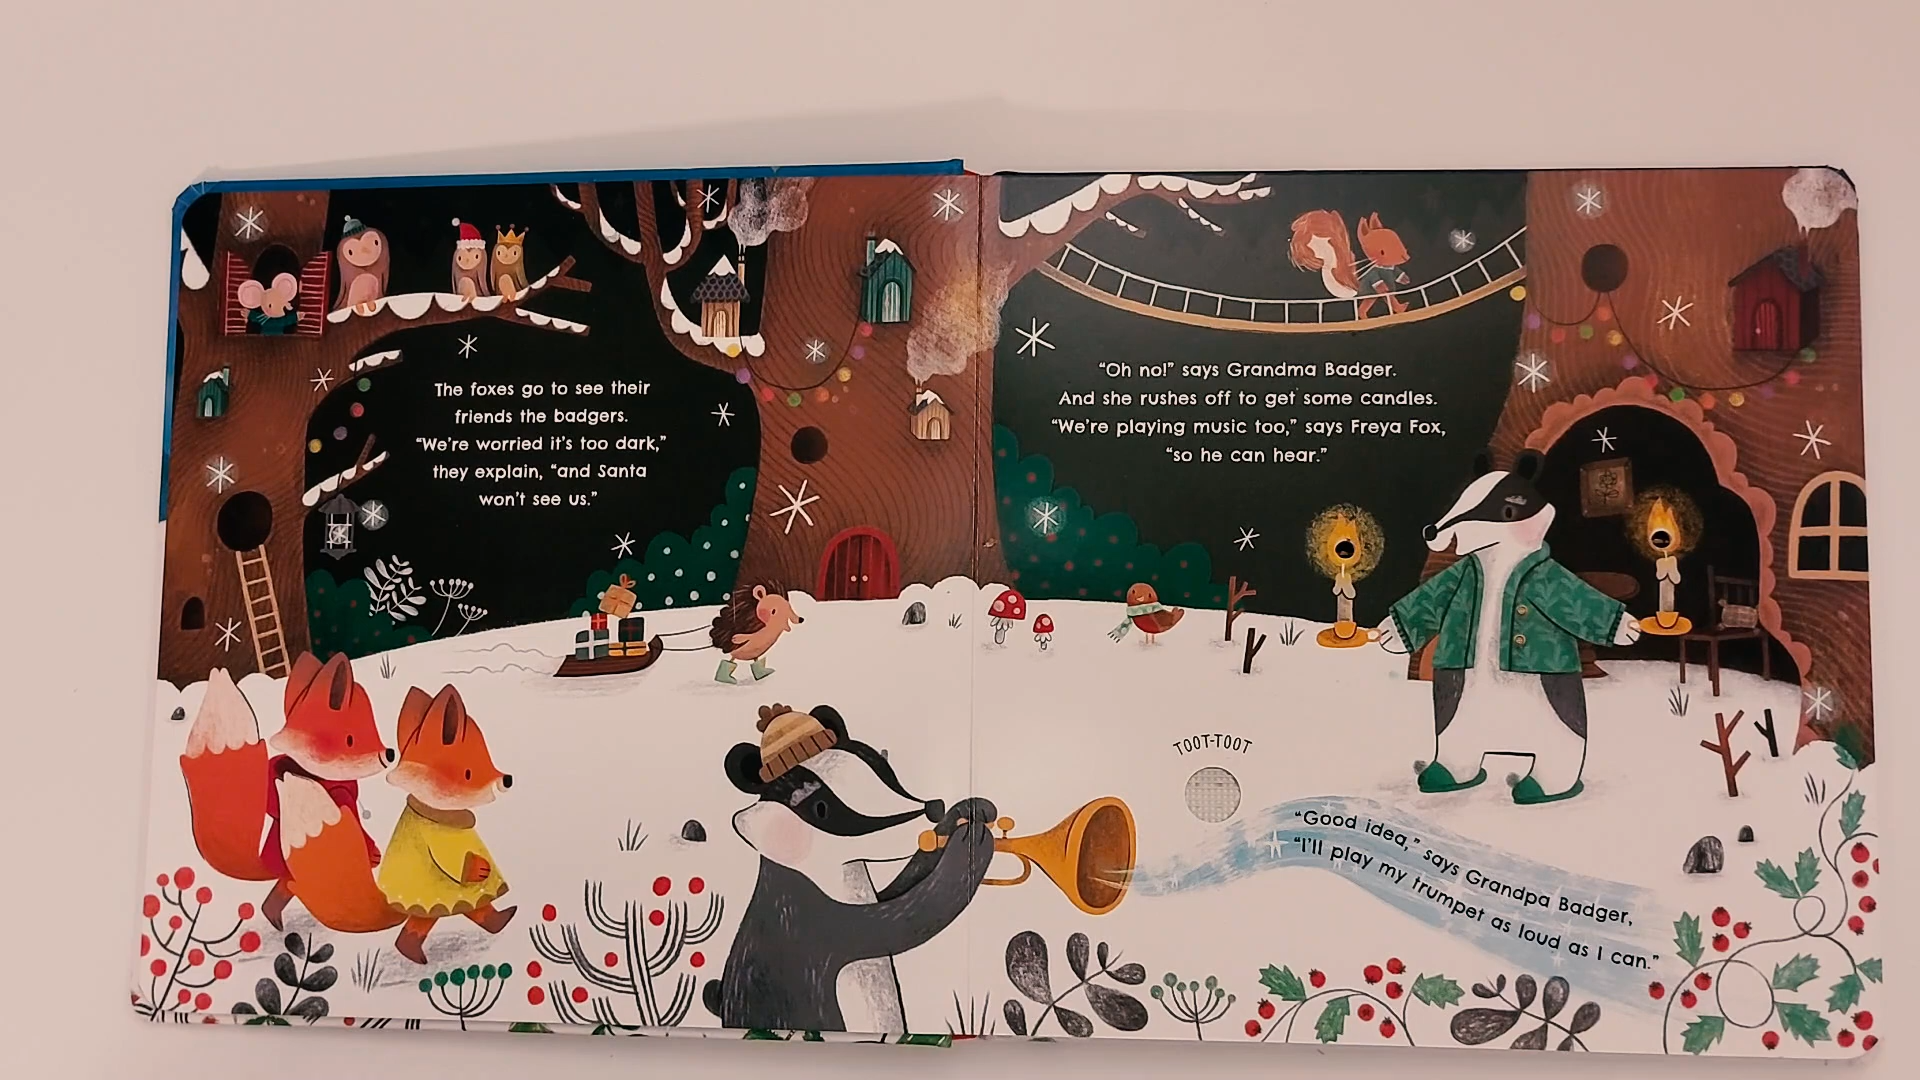 The foxes go to see their
friends the badgers.
“We’re worried it’s too dark,”
they explain, “and Santa
won’t see us.”
“Oh no!” says Grandma Badger.
And she rushes off to get some candles.
“We’re playing music too,” says Freya Fox,
“so he can hear.”
TOOT-TOOT
“Good idea,” says Grandpa Badger,
“I’ll play my trumpet as loud as I can.”